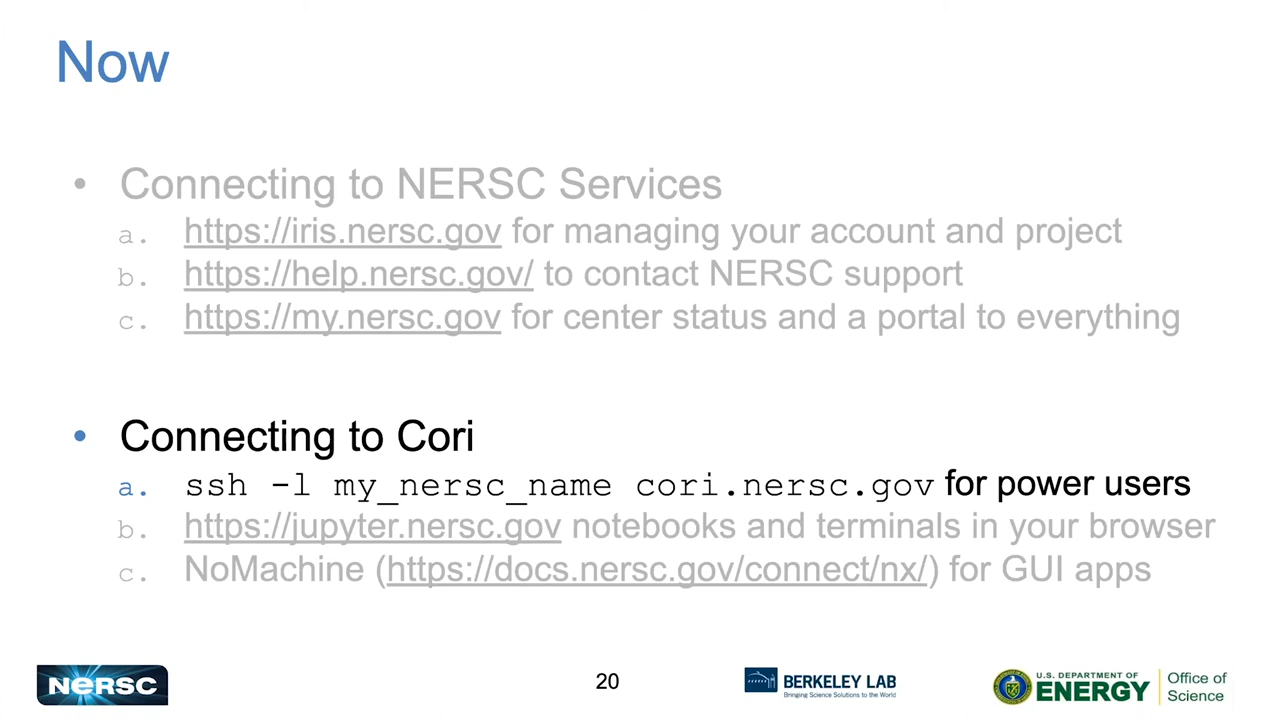 Now
• Connecting to NERSC Services
a. https://iris.nersc.gov for managing your account and project
b. https://help.nersc.gov/ to contact NERSC support
c. https://my.nersc.gov for center status and a portal to everything
• Connecting to Cori
a. ssh -l my_nersc_name cori.nersc.gov for power users
b. https://jupyter.nersc.gov notebooks and terminals in your browser
c. NoMachine (https://docs.nersc.gov/connect/nx/) for GUI apps
NERSC
20
BERKELEY LAB
Bringing Science Solutions to the World
U.S. DEPARTMENT OF
ENERGY
Office of
Science